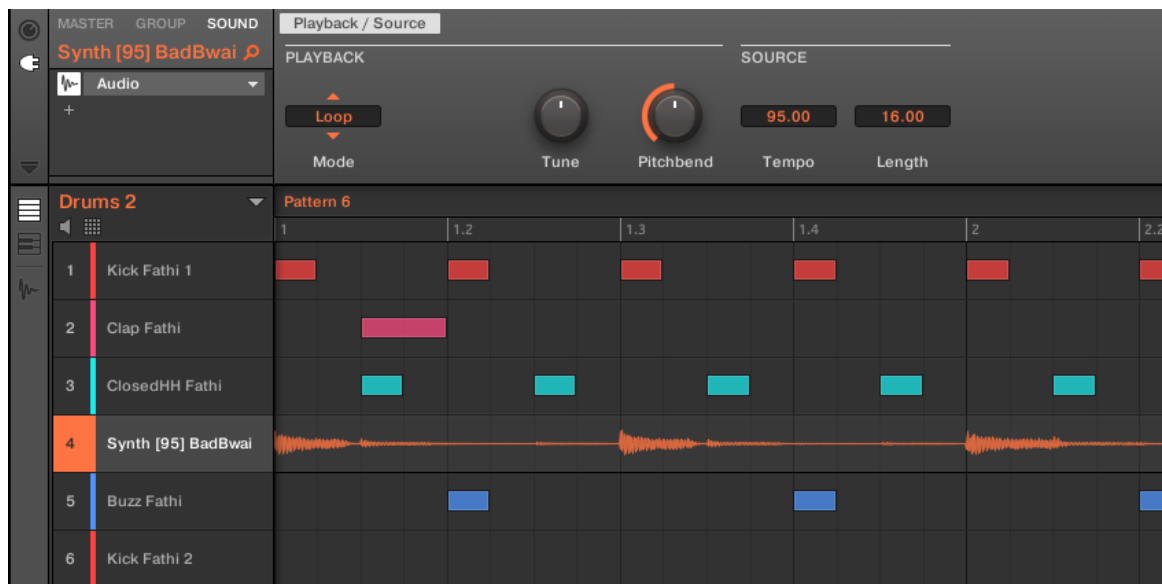 MASTER GROUP SOUND
Playback / Source
Synth [95] BadBwai
PLAYBACK
SOURCE
Audio
+
Loop
95.00
16.00
Mode
Tune
Pitchbend
Tempo
Length
Drums 2
Pattern 6
1
1.2
1.3
1.4
2
2.2
1 Kick Fathi 1
2 Clap Fathi
3 ClosedHH Fathi
4 Synth [95] BadBwai
5 Buzz Fathi
6 Kick Fathi 2